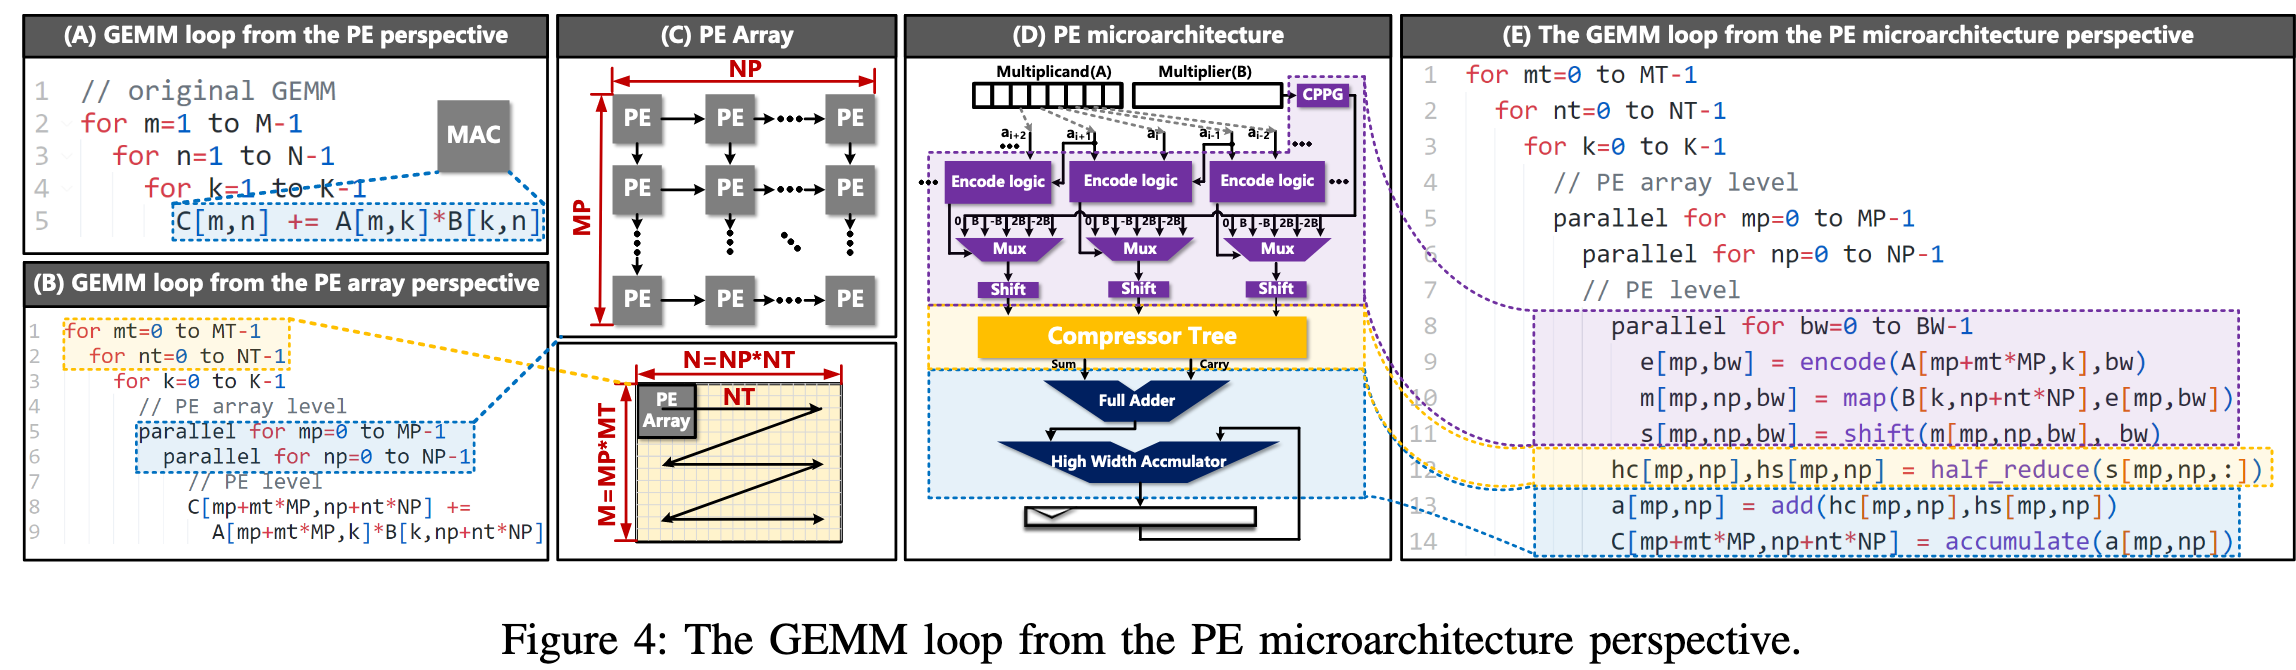 (A) GEMM loop from the PE perspective
1 // original GEMM
2 for m=1 to M-1
3 for n=1 to N-1
4 for k=1 to K-1
5 C[m,n] += A[m,k]*B[k,n]
MAC
(B) GEMM loop from the PE array perspective
1 for mt=0 to MT-1
2 for nt=0 to NT-1
3 for k=0 to K-1
4 // PE array level
5 parallel for mp=0 to MP-1
6 parallel for np=0 to NP-1
7 // PE level
8 C[mp+mt*MP,np+nt*NP] +=
9 A[mp+mt*MP,k]*B[k,np+nt*NP]
(C) PE Array
NP
MP
PE PE PE
PE PE PE
PE PE PE
N=NP*NT
M=MP*MT
PE Array
NT
(D) PE microarchitecture
Multiplicand(A) Multiplier(B)
CPPG
ai+2 ai+1 ai ai-1 ai-2
Encode logic Encode logic Encode logic
0 B -B 2B -2B 0 B -B 2B -2B 0 B -B 2B -2B
Mux Mux Mux
Shift Shift Shift
Compressor Tree
Sum Carry
Full Adder
High Width Accmulator
(E) The GEMM loop from the PE microarchitecture perspective
1 for mt=0 to MT-1
2 for nt=0 to NT-1
3 for k=0 to K-1
4 // PE array level
5 parallel for mp=0 to MP-1
6 parallel for np=0 to NP-1
7 // PE level
8 parallel for bw=0 to BW-1
9 e[mp,bw] = encode(A[mp+mt*MP,k],bw)
10 m[mp,np,bw] = map(B[k,np+nt*NP],e[mp,bw])
11 s[mp,np,bw] = shift(m[mp,np,bw], bw)
12 hc[mp,np],hs[mp,np] = half_reduce(s[mp,np,:])
13 a[mp,np] = add(hc[mp,np],hs[mp,np])
14 C[mp+mt*MP,np+nt*NP] = accumulate(a[mp,np])
Figure 4: The GEMM loop from the PE microarchitecture perspective.